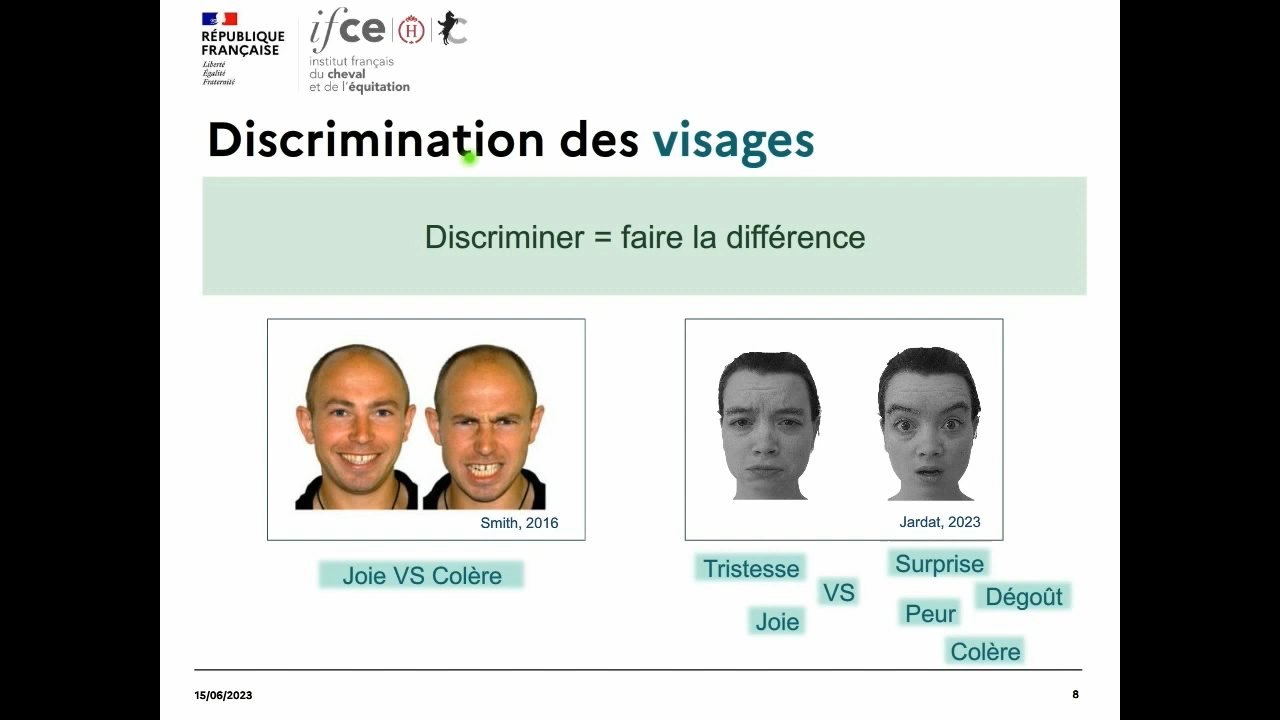 RÉPUBLIQUE
FRANÇAISE
Liberté
Égalité
Fraternité
ifce
H
institut français
du cheval
et de l'équitation
Discrimination des visages
Discriminer = faire la différence
Smith, 2016
Jardat, 2023
Joie VS Colère
Tristesse
VS
Joie
Surprise
Dégoût
Peur
Colère
15/06/2023
8